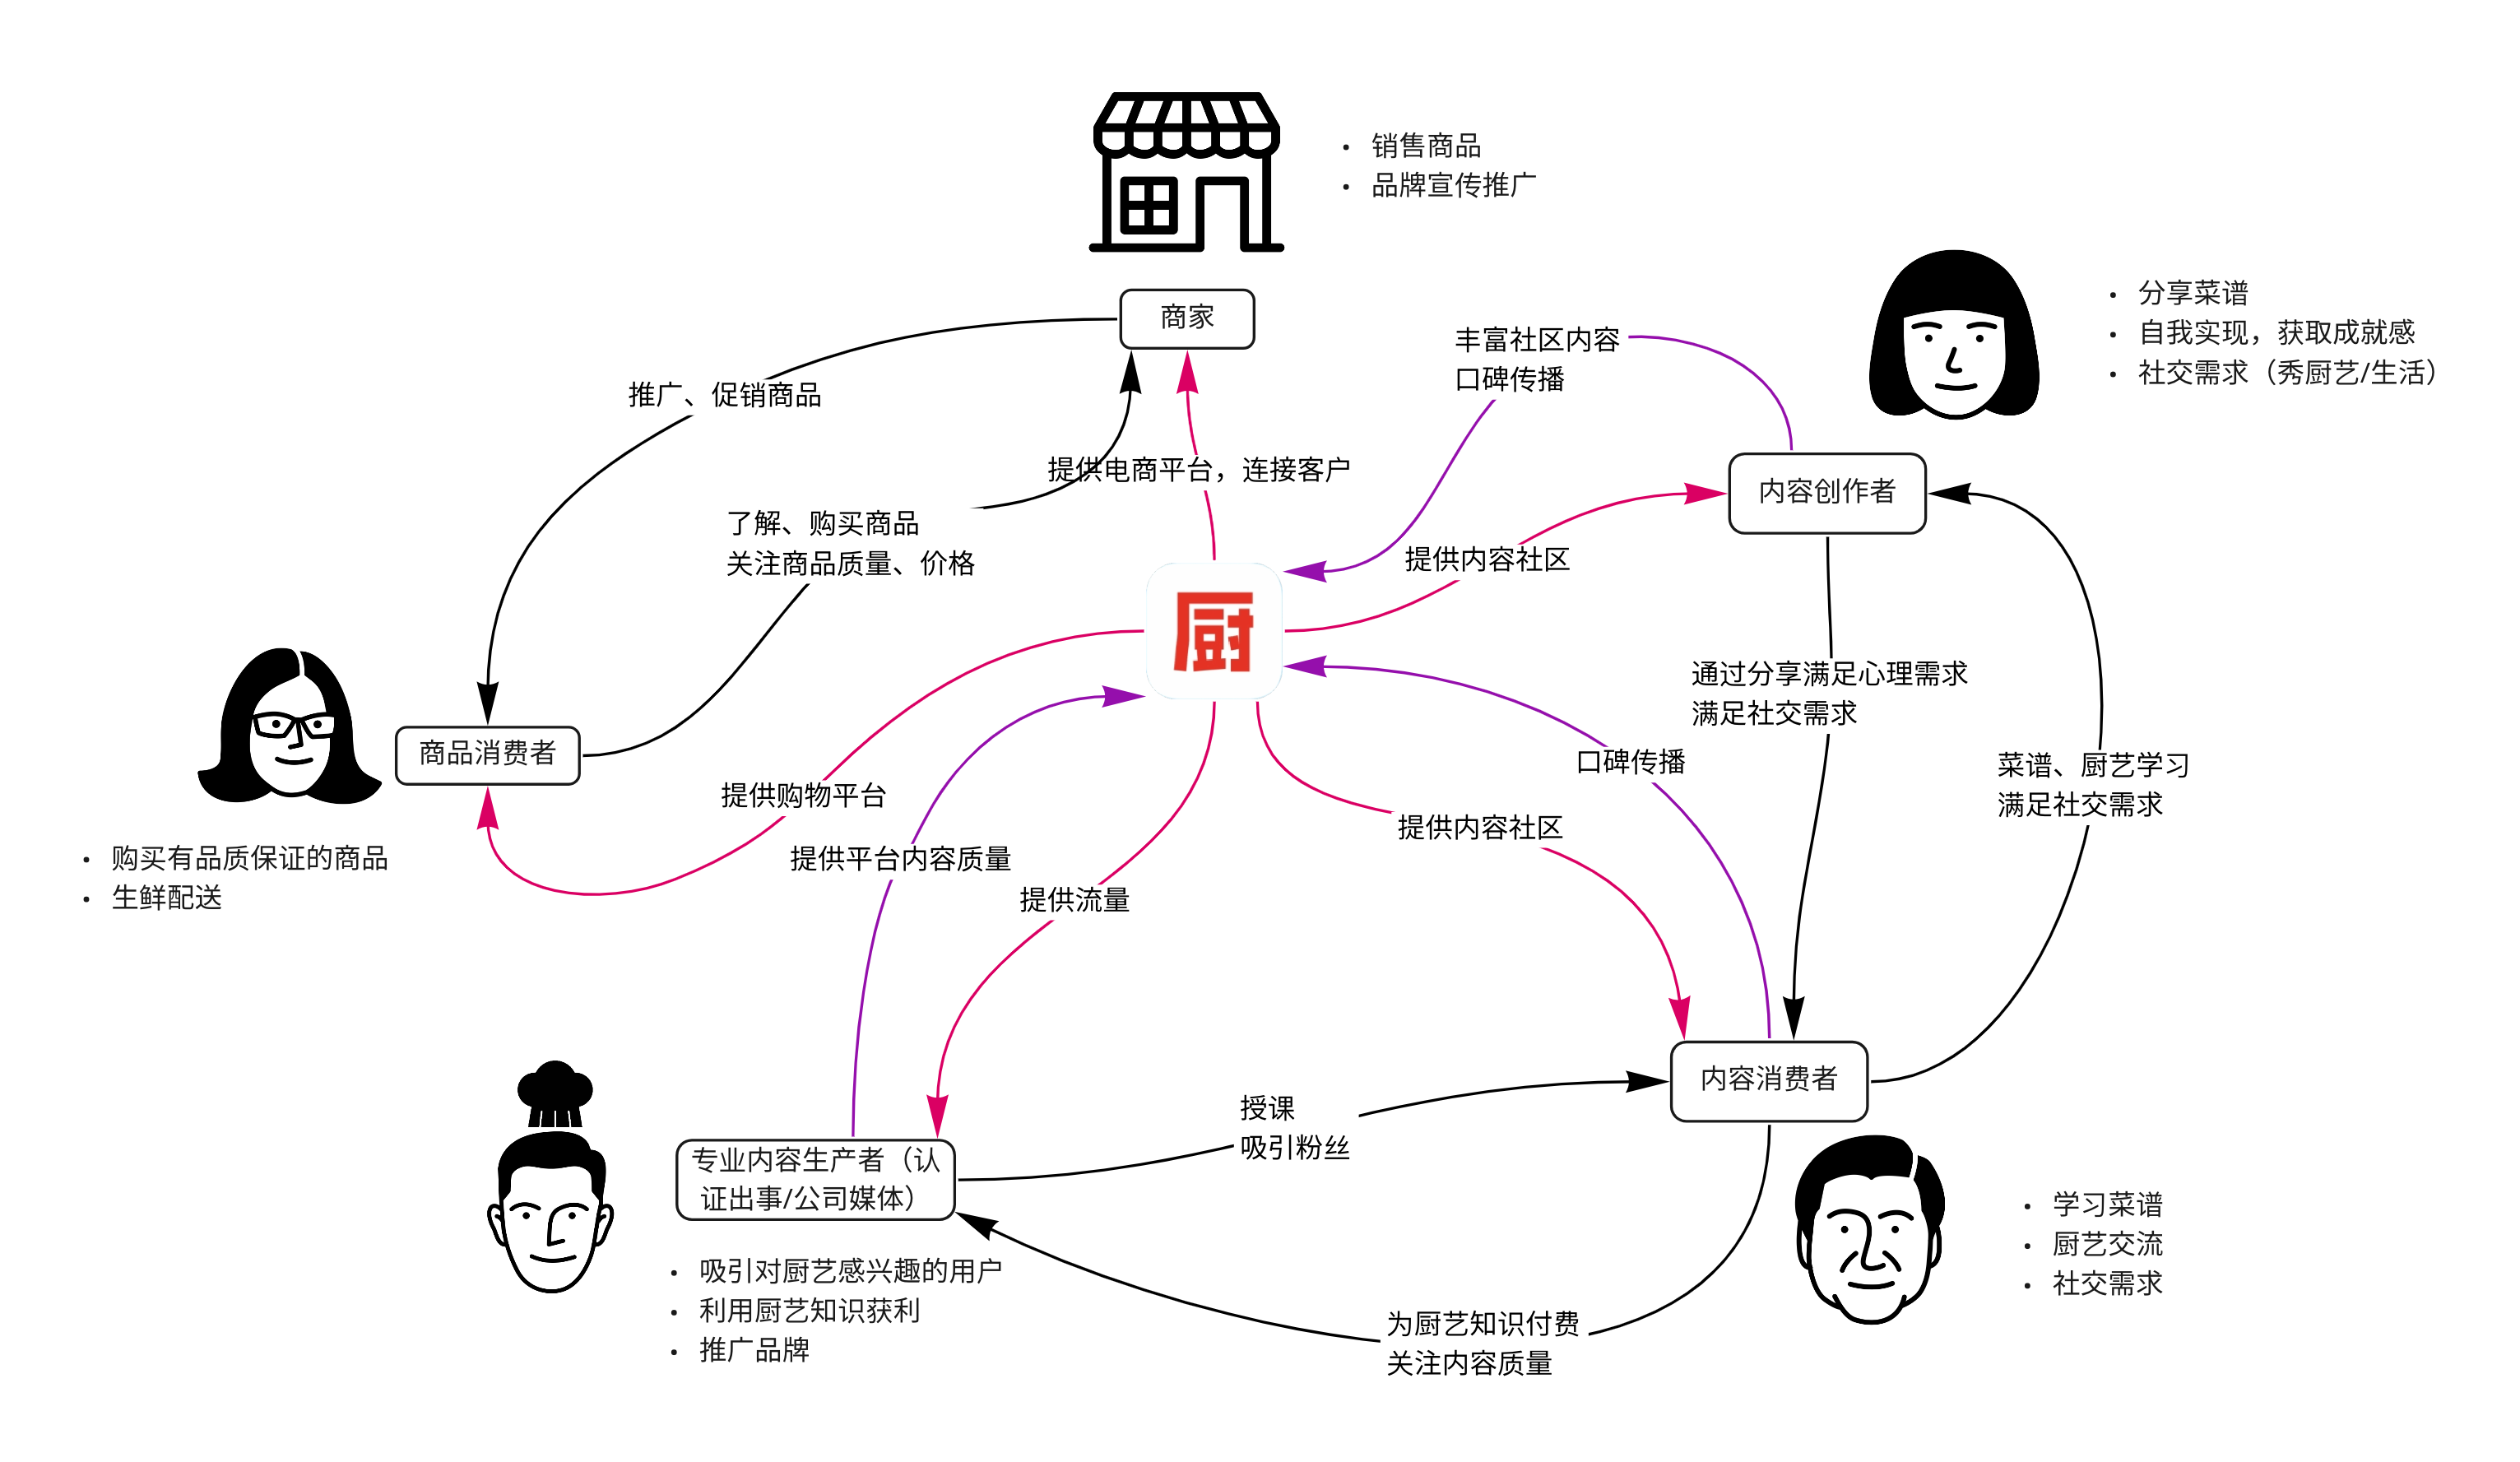 • 销售商品
• 品牌宣传推广
商家
• 分享菜谱
• 自我实现，获取成就感
• 社交需求（秀厨艺/生活）
丰富社区内容
口碑传播
推广、促销商品
提供电商平台，连接客户
内容创作者
了解、购买商品
关注商品质量、价格
提供内容社区
厨
通过分享满足心理需求
满足社交需求
商品消费者
口碑传播
菜谱、厨艺学习
满足社交需求
提供购物平台
提供内容社区
• 购买有品质保证的商品
• 生鲜配送
提供平台内容质量
提供流量
内容消费者
授课
吸引粉丝
专业内容生产者（认
证出事/公司媒体）
• 学习菜谱
• 厨艺交流
• 社交需求
• 吸引对厨艺感兴趣的用户
• 利用厨艺知识获利
• 推广品牌
为厨艺知识付费
关注内容质量